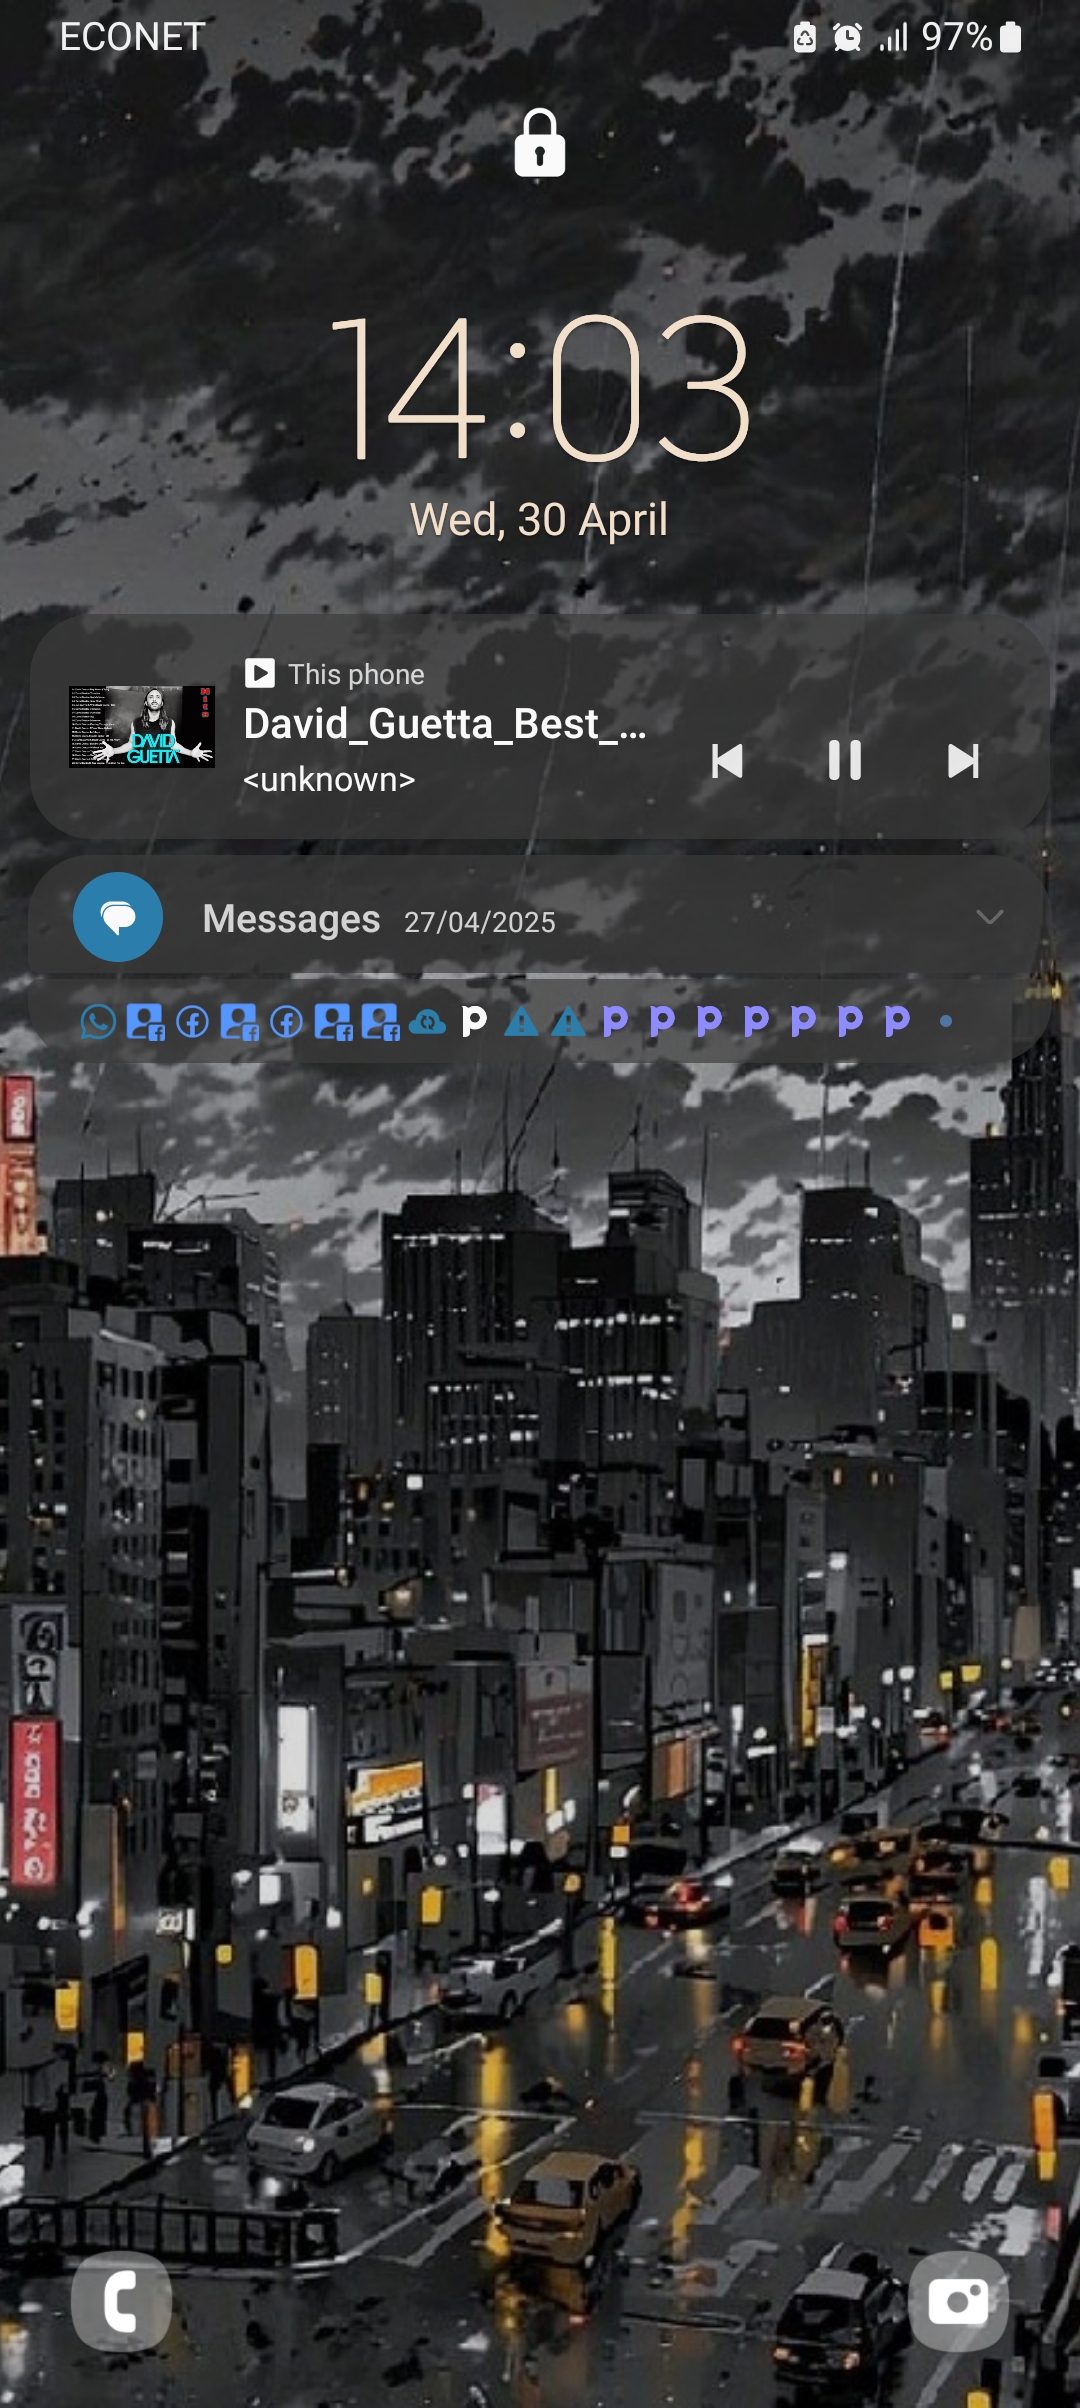 ECONET
97%
14:03
Wed, 30 April
This phone
David_Guetta_Best_...
<unknown>
DAVID
GUETTA
Messages 27/04/2025